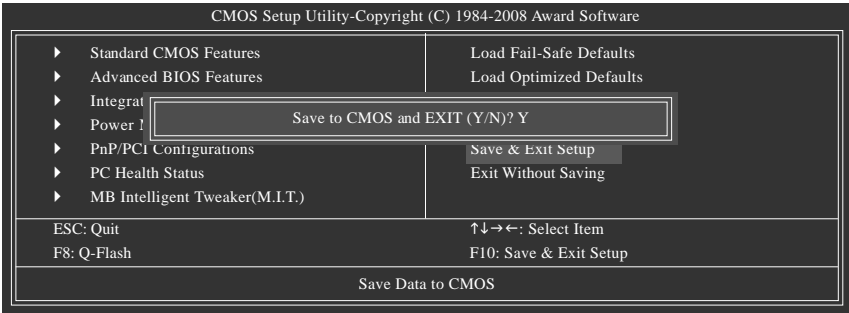 CMOS Setup Utility-Copyright (C) 1984-2008 Award Software
Standard CMOS Features
Advanced BIOS Features
Power
PnP/PCI Configurations
PC Health Status
MB Intelligent Tweaker(M.I.T.)
Load Fail-Safe Defaults
Load Optimized Defaults
Save to CMOS and EXIT (Y/N)? Y
Save & Exit Setup
Exit Without Saving
ESC: Quit
F8: Q-Flash
↑↓→←: Select Item
F10: Save & Exit Setup
Save Data to CMOS